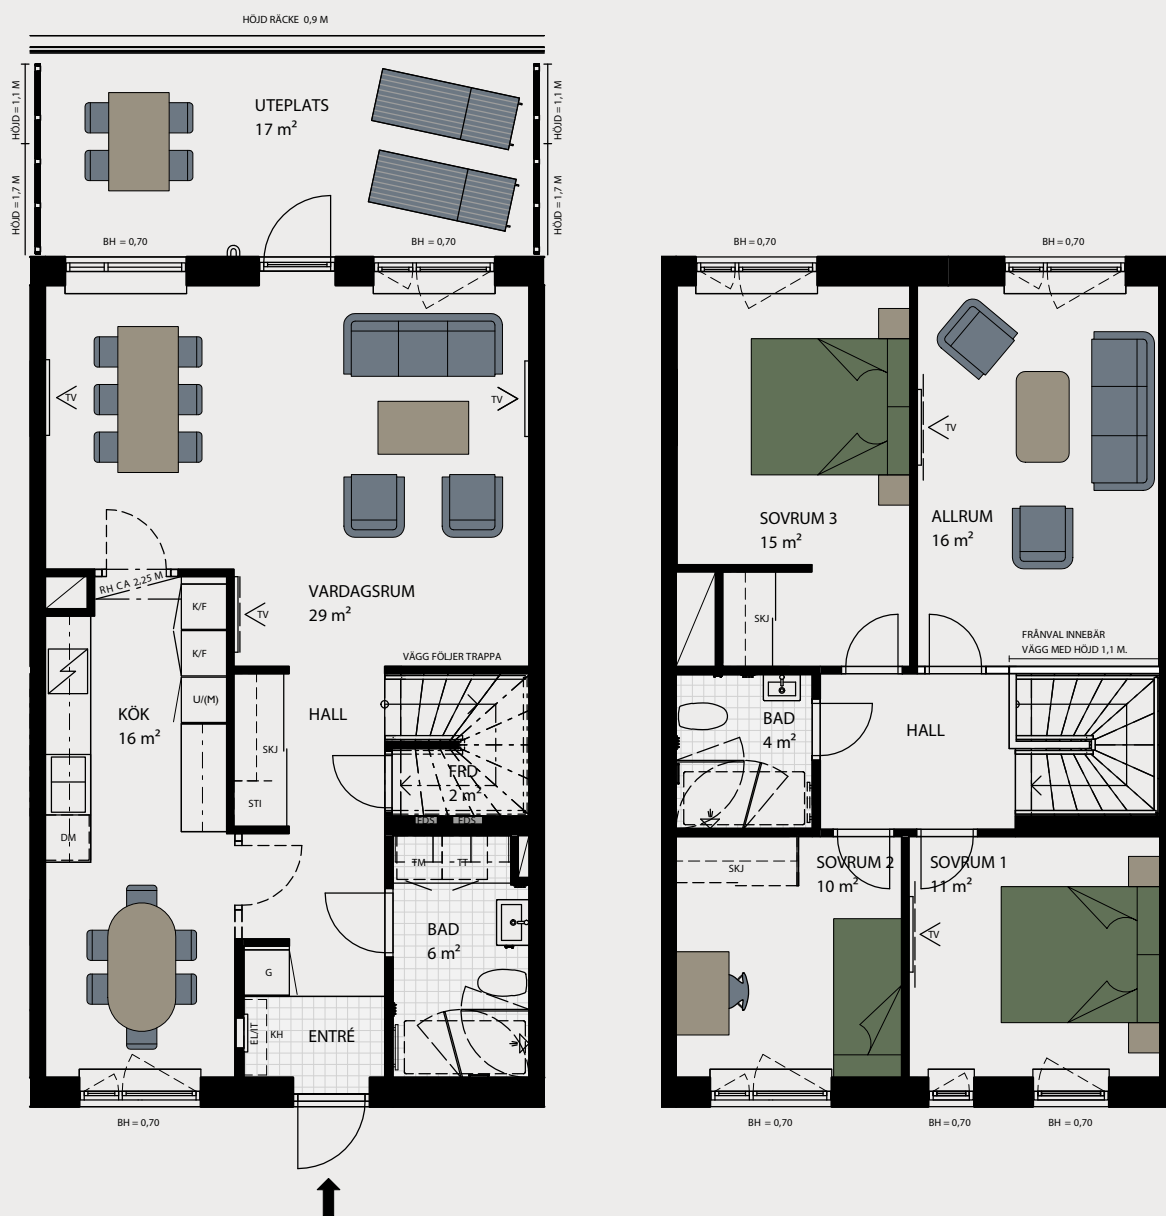 HÖJD RÄCKE 0,9 M
HÖJD = 1,1 M
HÖJD = 1,7 M
UTEPLATS
17 m²
HÖJD = 1,1 M
HÖJD = 1,7 M
BH = 0,70
BH = 0,70
TV
TV
RH CA 2,25 M
K/F
K/F
U/(M)
TV
VARDAGSRUM
29 m²
VÄGG FÖLJER TRAPPA
KÖK
16 m²
HALL
SKJ
STI
FRD
2 m²
FDS
FDS
DM
TM
TT
BAD
6 m²
G
EL/IT
KH
ENTRÉ
BH = 0,70
BH = 0,70
BH = 0,70
TV
SOVRUM 3
15 m²
ALLRUM
16 m²
SKJ
FRÅNVAL INNEBÄR
VÄGG MED HÖJD 1,1 M.
BAD
4 m²
HALL
SKJ
SOVRUM 2
10 m²
SOVRUM 1
11 m²
TV
BH = 0,70
BH = 0,70
BH = 0,70